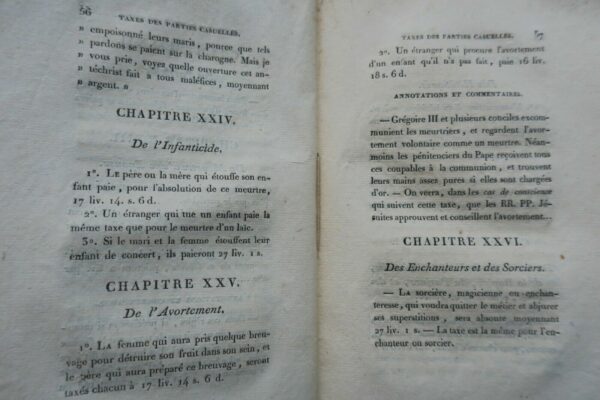 56
TAXES DES PARTIES CASUELLES.
» empoisonné leurs maris, pource que tels
» pardons se paient sur la charogne. Mais je
» vous prie, voyez quelle ouverture cet an-
» téchrist fait à tous maléfices, moyennant
» argent. »
CHAPITRE XXIV.
De l'Infanticide.
1°. LE père ou la mère qui étouffe son en-
fant paie, pour l'absolution de ce meurtre,
17 liv. 14. s. 6 d.
2°. Un étranger qui tue un enfant paie la
même taxe que pour le meurtre d'un laïc.
3°. Si le mari et la femme étouffent leur
enfant de concert, ils paieront 27 liv. 1 s.
CHAPITRE XXV.
De l'Avortement.
1°. LA femme qui aura pris quelque breu-
vage pour détruire son fruit dans son sein, et
le père qui aura préparé ce breuvage, seront
taxés chacun à 17 liv. 14 s. 6 d.
TAXES DES PARTIES CASUELLES.
57
2°. Un étranger qui procure l'avortement
d'un enfant qu'il n'a pas fait, paie 16 liv.
18 s. 6 d.
ANNOTATIONS ET COMMENTAIRES.
— Grégoire III et plusieurs conciles excom-
munient les meurtriers, et regardent l'avor-
tement volontaire comme un meurtre. Néan-
moins les pénitenciers du Pape reçoivent tous
ces coupables à la communion, et trouvent
leurs mains assez pures si elles sont chargées
d'or. — On verra, dans les cas de conscience
qui suivent cette taxe, que les RR. PP. Jé-
suites approuvent et conseillent l'avortement...
CHAPITRE XXVI.
Des Enchanteurs et des Sorciers.
— LA sorcière, magicienne ou enchan-
teresse, qui voudra quitter le métier et abjurer
ses superstitions, sera absoute moyennant
27 liv. 1 s. — La taxe est la même pour l'en-
chanteur ou sorcier.